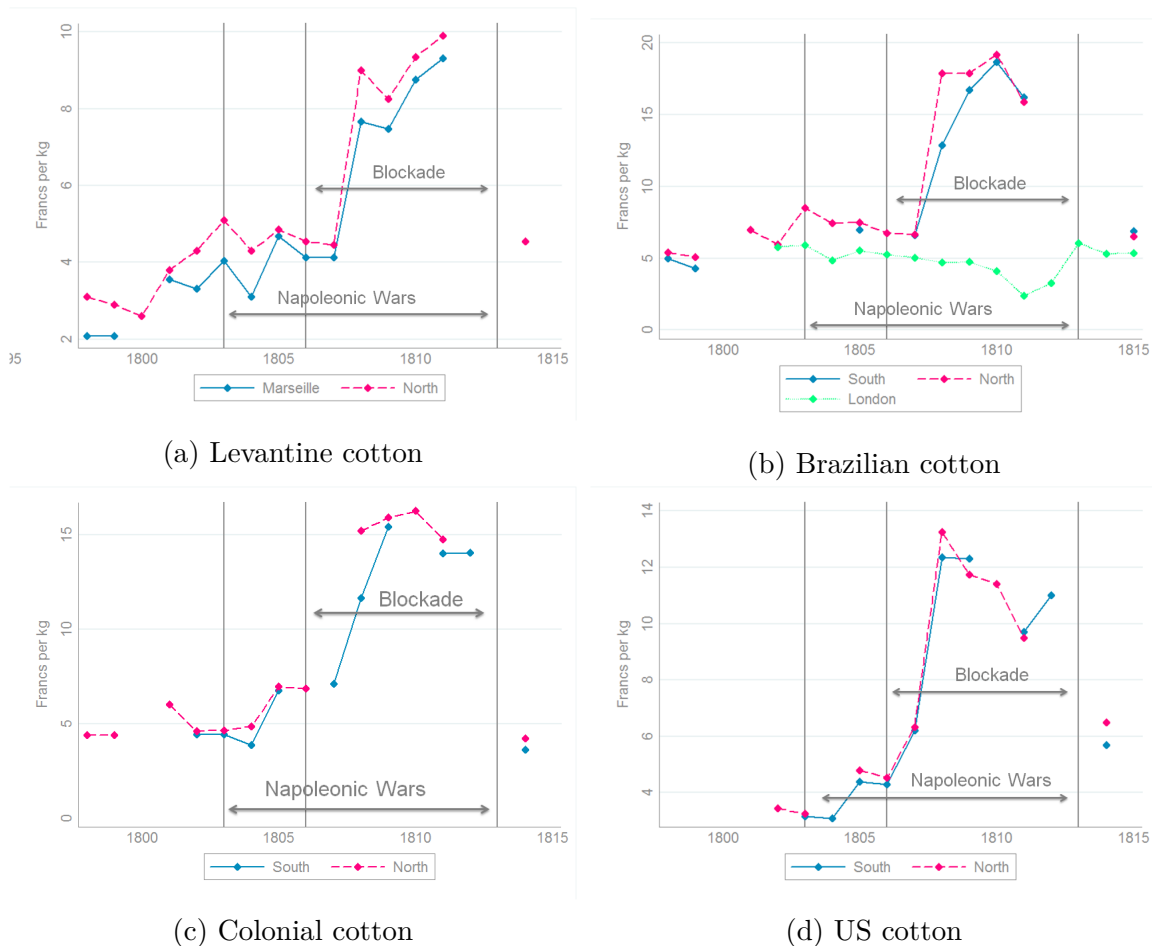 10
8
6
4
2
Francs per kg
Blockade
Napoleonic Wars
95
1800
1805
1810
1815
Marseille
North
(a) Levantine cotton
20
15
10
5
0
Francs per kg
Blockade
Napoleonic Wars
1800
1805
1810
1815
South
North
London
(b) Brazilian cotton
15
10
5
0
Francs per kg
Blockade
Napoleonic Wars
1800
1805
1810
1815
South
North
(c) Colonial cotton
14
12
10
8
6
4
Francs per kg
Blockade
Napoleonic Wars
1800
1805
1810
1815
South
North
(d) US cotton